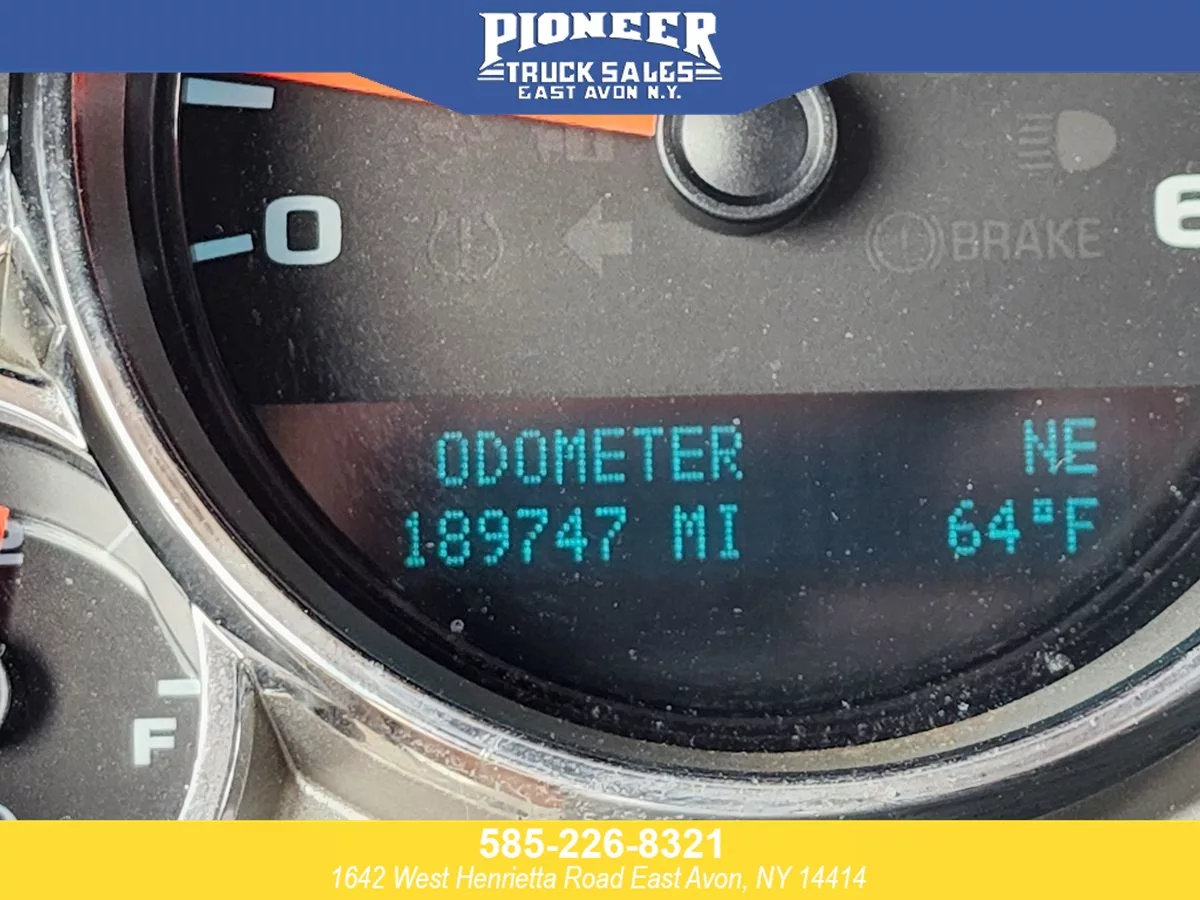 PIONEER
TRUCK SALES
EAST AVON N.Y.
0
BRAKE
6
ODOMETER NE
189747 MI 64°F
F
585-226-8321
1642 West Henrietta Road East Avon, NY 14414